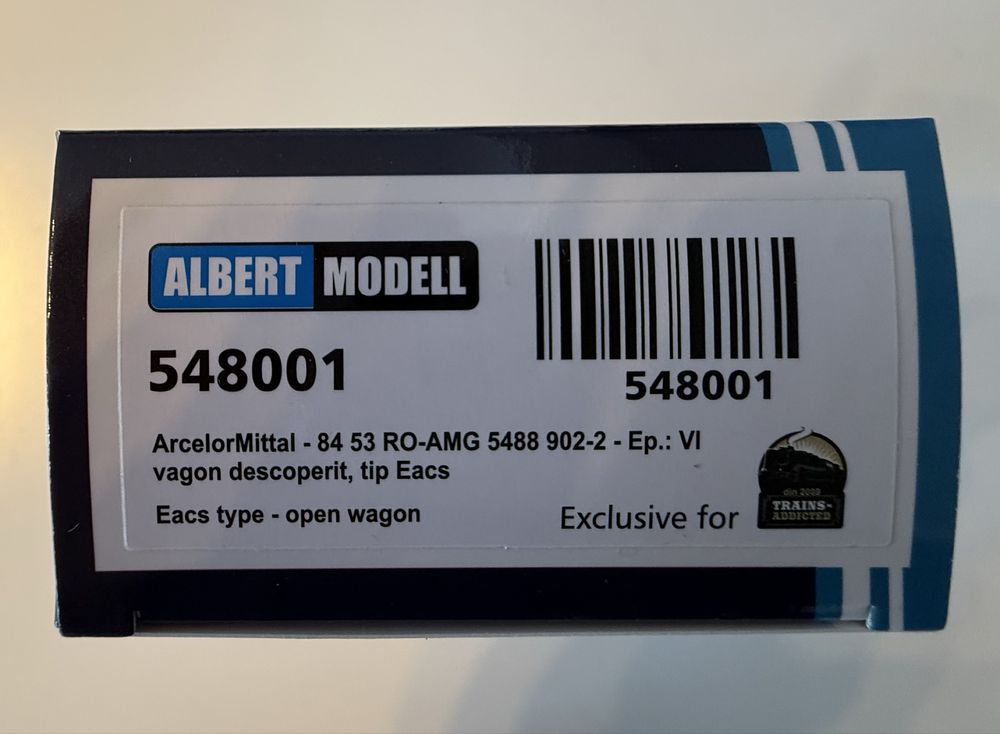 ALBERT MODELL
548001
548001
ArcelorMittal - 84 53 RO-AMG 5488 902-2 - Ep.: VI
vagon descoperit, tip Eacs
Eacs type - open wagon
Exclusive for
din 2009
TRAINS-
ADDICTED